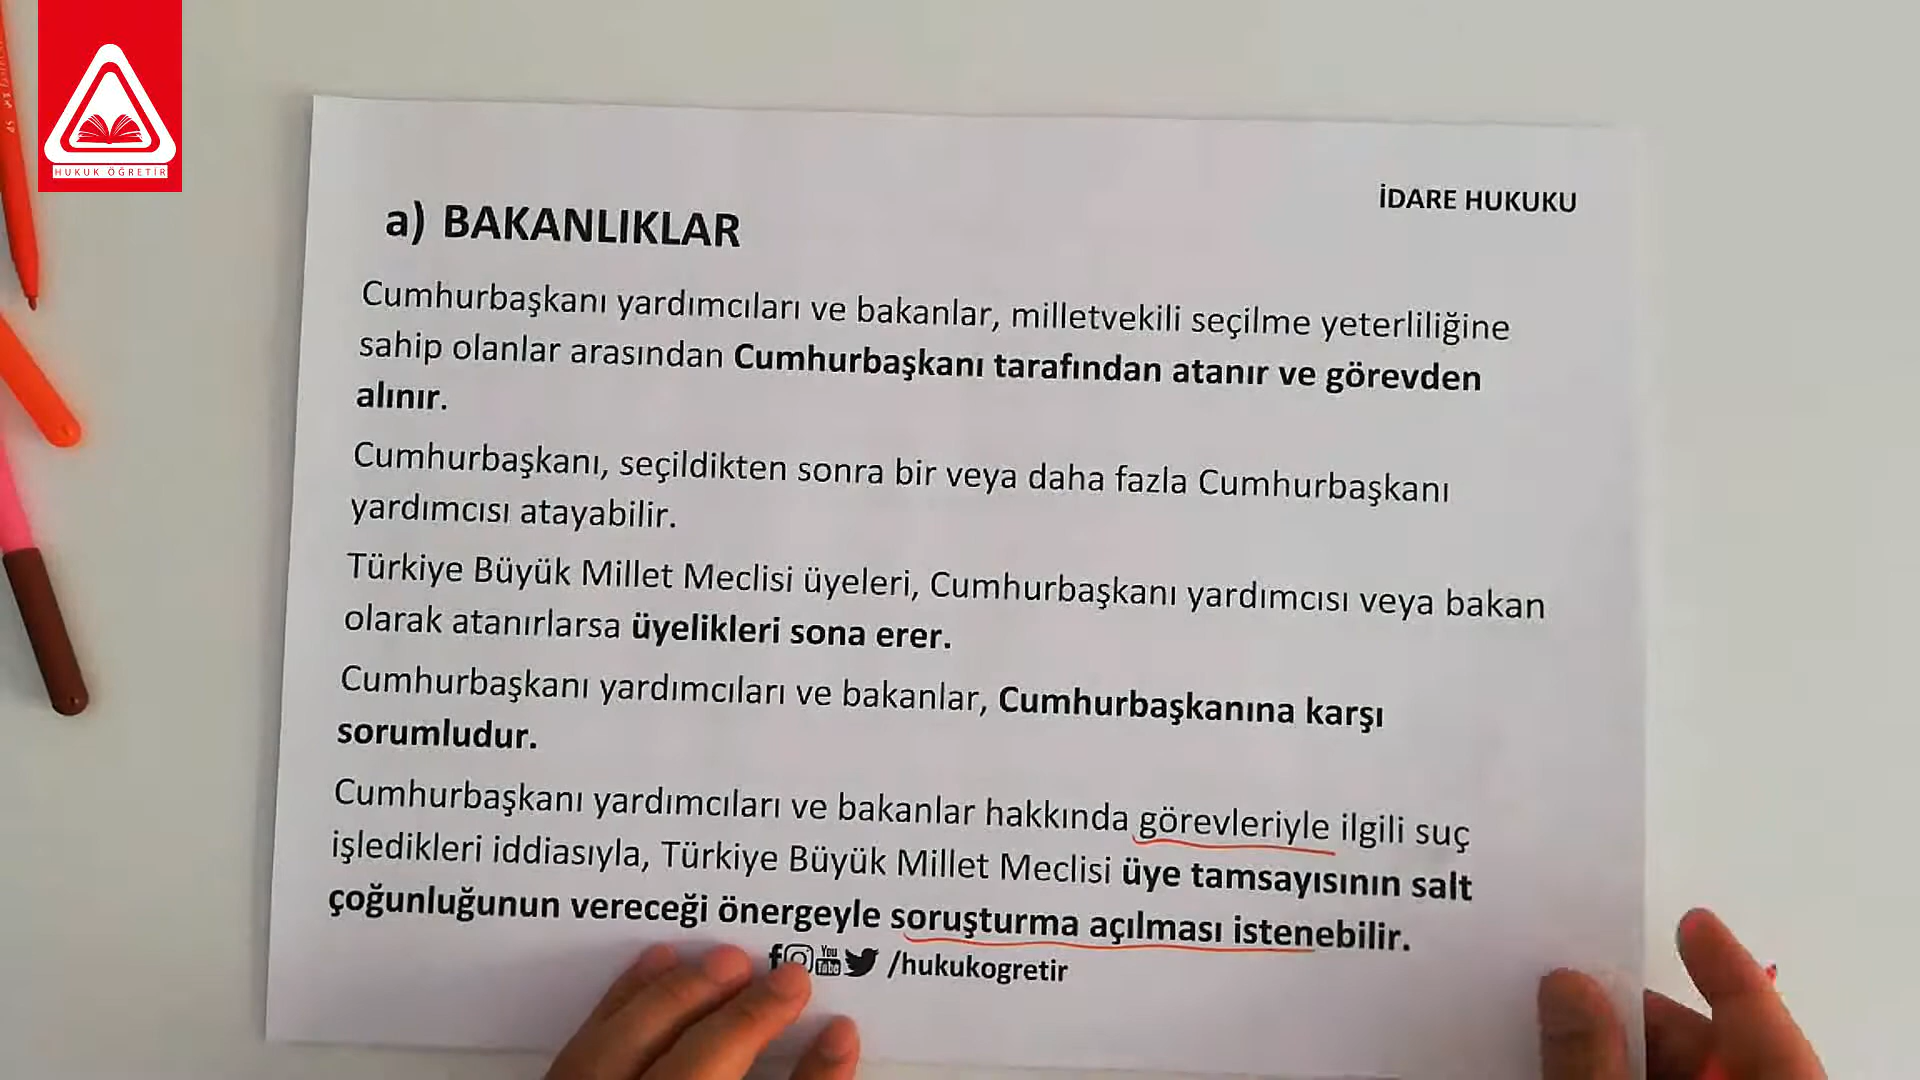 HUKUK ÖĞRETİR
İDARE HUKUKU
a) BAKANLIKLAR
Cumhurbaşkanı yardımcıları ve bakanlar, milletvekili seçilme yeterliliğine
sahip olanlar arasından Cumhurbaşkanı tarafından atanır ve görevden
alınır.
Cumhurbaşkanı, seçildikten sonra bir veya daha fazla Cumhurbaşkanı
yardımcısı atayabilir.
Türkiye Büyük Millet Meclisi üyeleri, Cumhurbaşkanı yardımcısı veya bakan
olarak atanırlarsa üyelikleri sona erer.
Cumhurbaşkanı yardımcıları ve bakanlar, Cumhurbaşkanına karşı
sorumludur.
Cumhurbaşkanı yardımcıları ve bakanlar hakkında görevleriyle ilgili suç
işledikleri iddiasıyla, Türkiye Büyük Millet Meclisi üye tamsayısının salt
çoğunluğunun vereceği önergeyle soruşturma açılması istenebilir.
f You Tube /hukukogretir